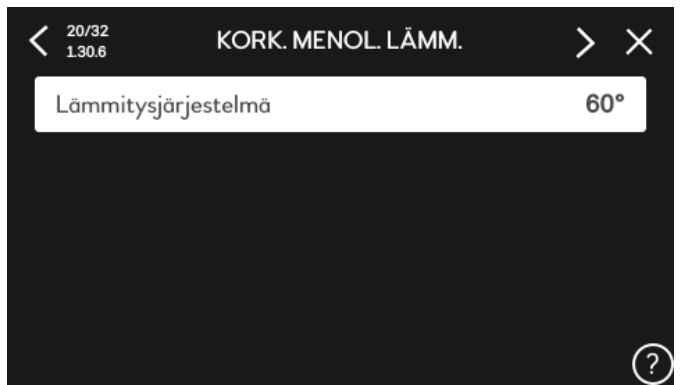 20/32
1.30.6
KORK. MENOL. LÄMM.
Lämmitysjärjestelmä 60°
?